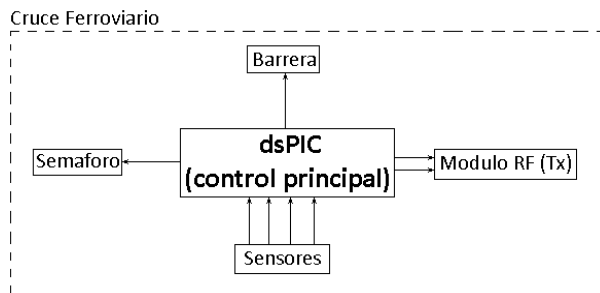 Cruce Ferroviario
Barrera
dsPIC
(control principal)
Semaforo
Modulo RF (Tx)
Sensores